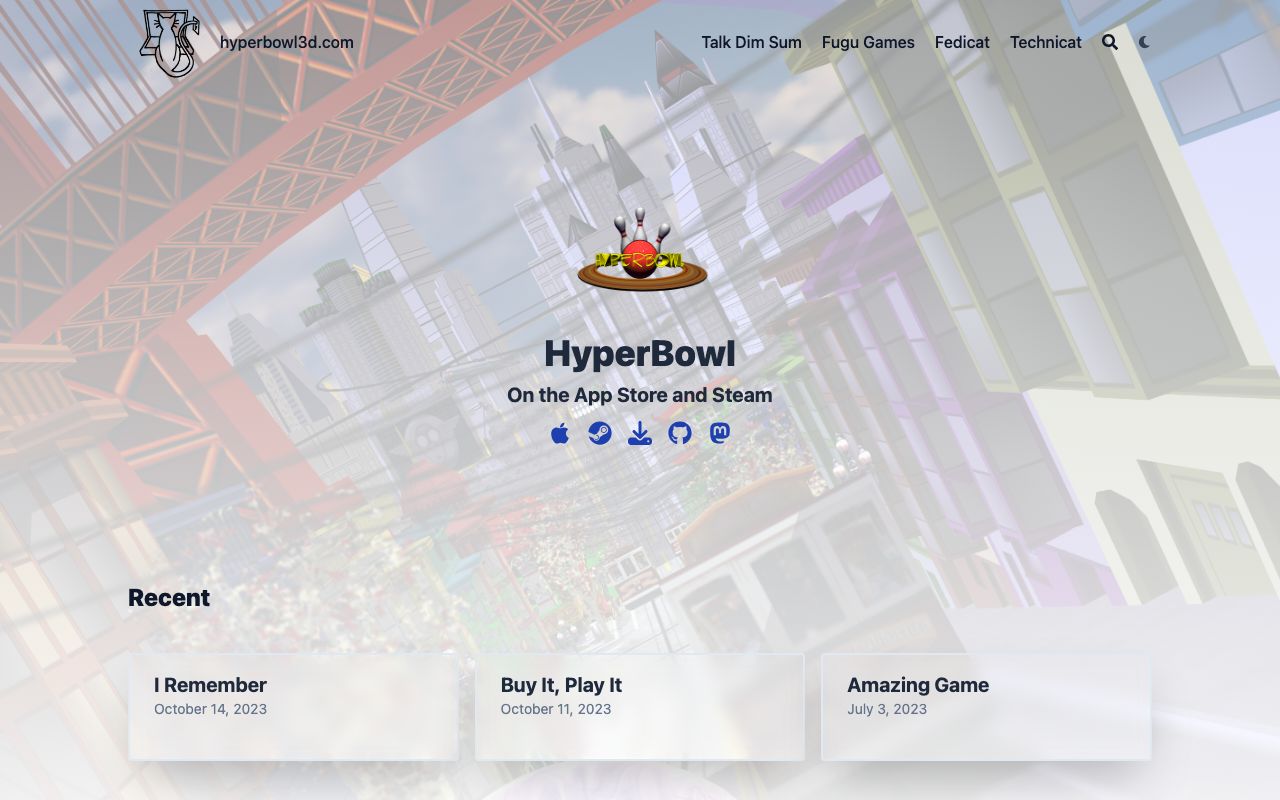 hyperbowl3d.com
Talk Dim Sum
Fugu Games
Fedicat
Technicat
HYPERBOWL
HyperBowl
On the App Store and Steam
Recent
I Remember
October 14, 2023
Buy It, Play It
October 11, 2023
Amazing Game
July 3, 2023